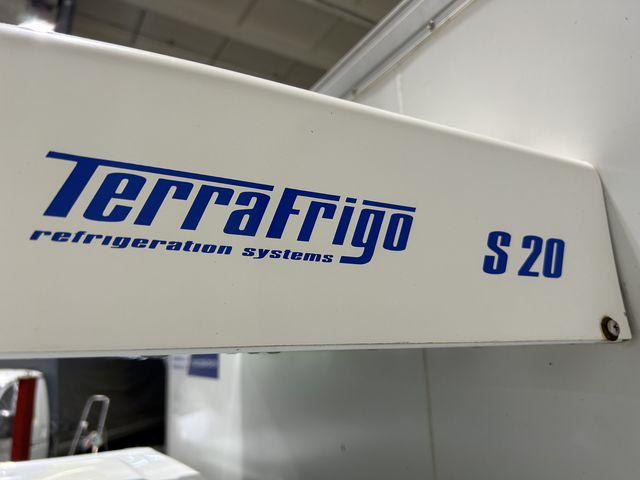 TerraFrigo
refrigeration systems
S 20